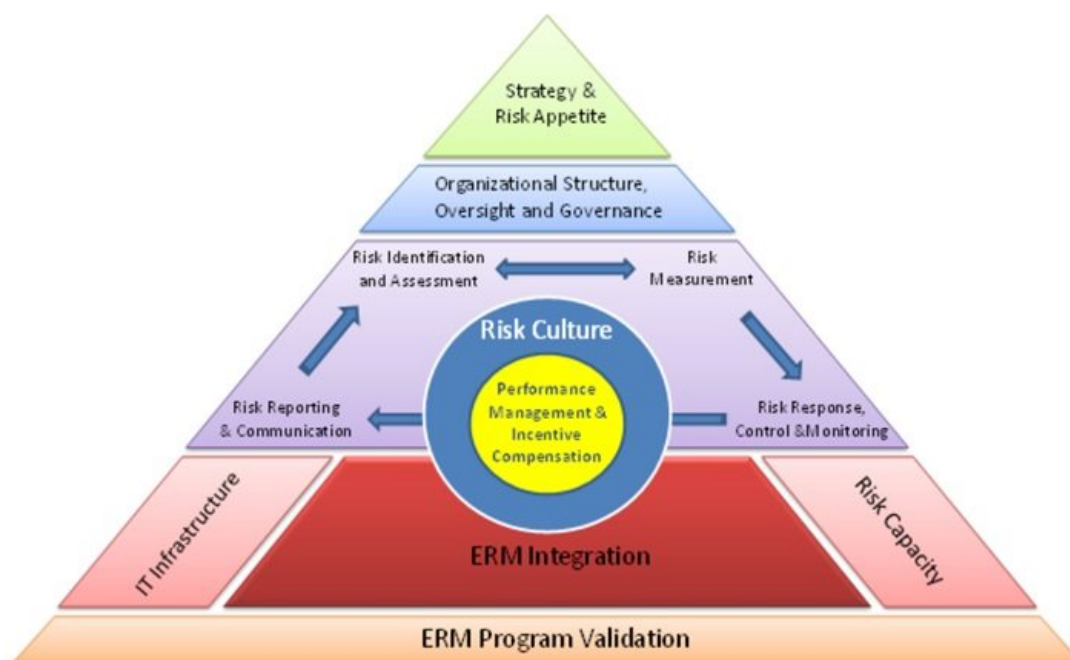 Strategy &
Risk Appetite
Organizational Structure,
Oversight and Governance
Risk Identification
and Assessment
Risk
Measurement
Risk Culture
Performance
Management &
Incentive
Compensation
Risk Reporting
& Communication
Risk Response,
Control &Monitoring
IT Infrastructure
ERM Integration
Risk Capacity
ERM Program Validation